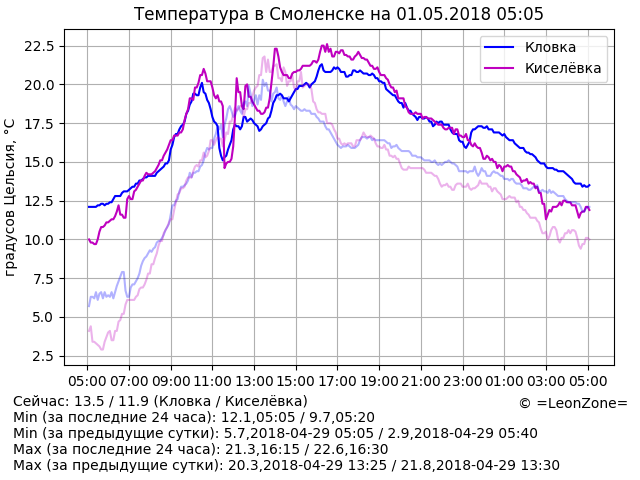 Температура в Смоленске на 01.05.2018 05:05
Кловка
Киселёвка
градусов Цельсия, °C
22.5
20.0
17.5
15.0
12.5
10.0
7.5
5.0
2.5
05:00 07:00 09:00 11:00 13:00 15:00 17:00 19:00 21:00 23:00 01:00 03:00 05:00
Сейчас: 13.5 / 11.9 (Кловка / Киселёвка)
© =LeonZone=
Min (за последние 24 часа): 12.1,05:05 / 9.7,05:20
Min (за предыдущие сутки): 5.7,2018-04-29 05:05 / 2.9,2018-04-29 05:40
Max (за последние 24 часа): 21.3,16:15 / 22.6,16:30
Max (за предыдущие сутки): 20.3,2018-04-29 13:25 / 21.8,2018-04-29 13:30